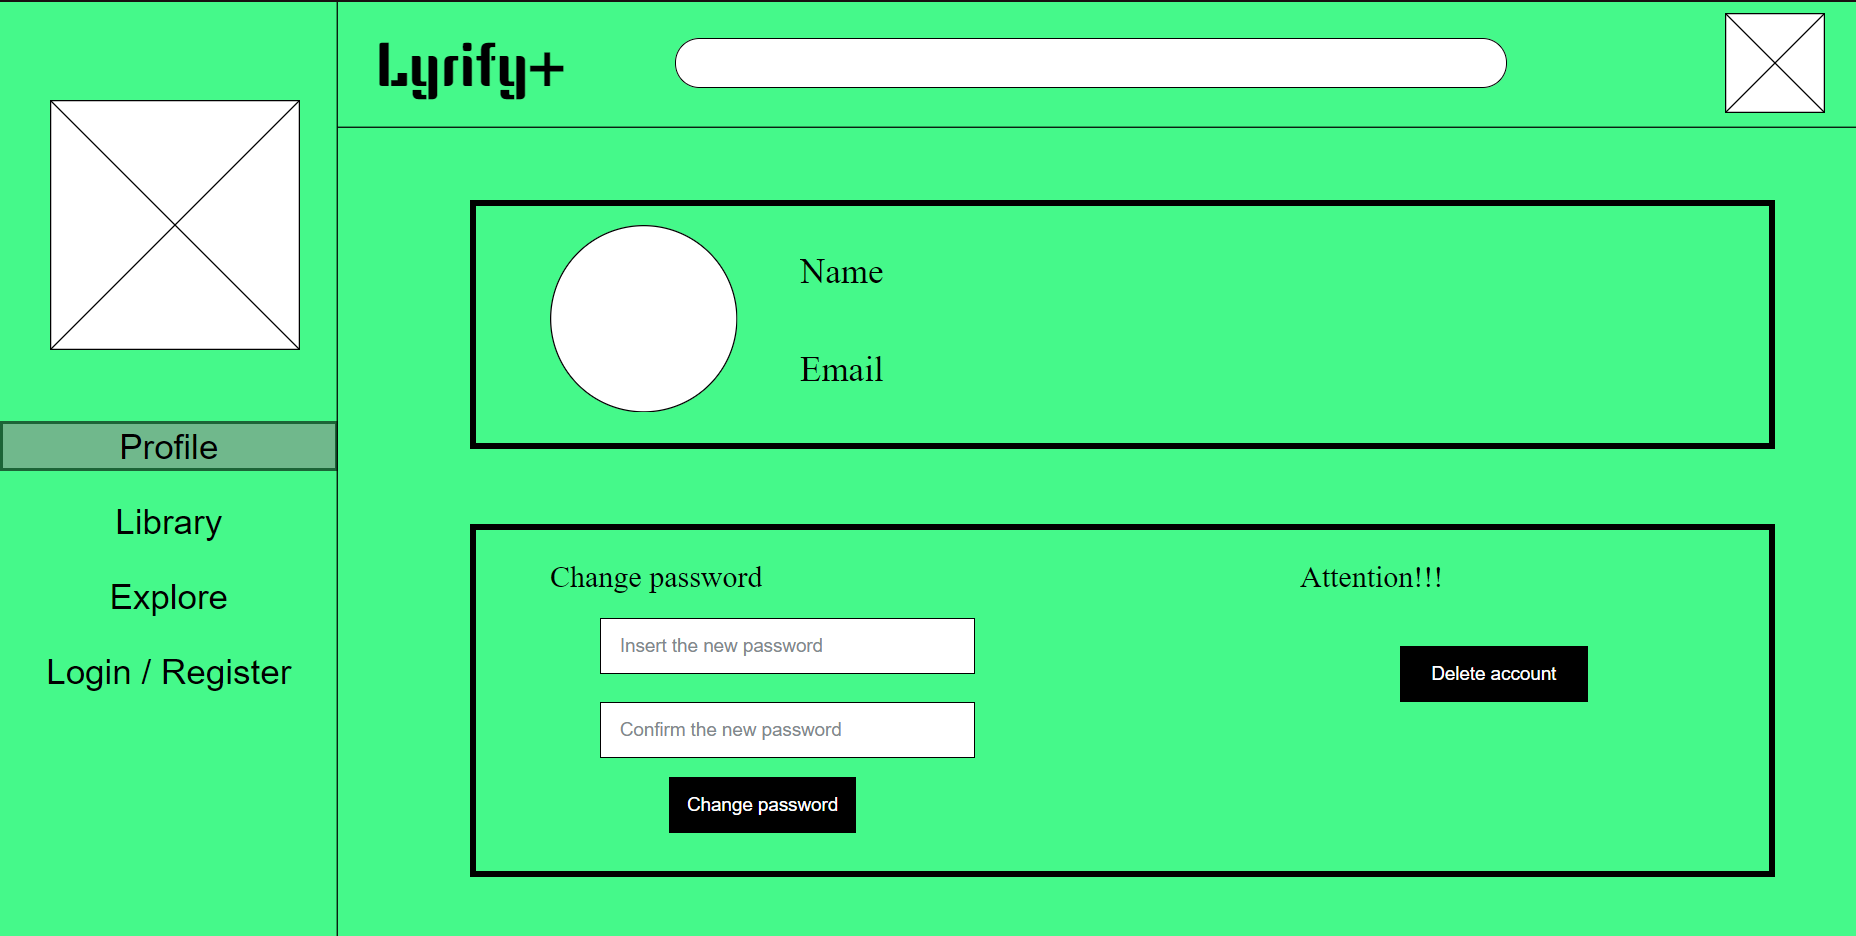 Lyrify+
Profile
Library
Explore
Login / Register
Name
Email
Change password
Insert the new password
Confirm the new password
Change password
Attention!!!
Delete account